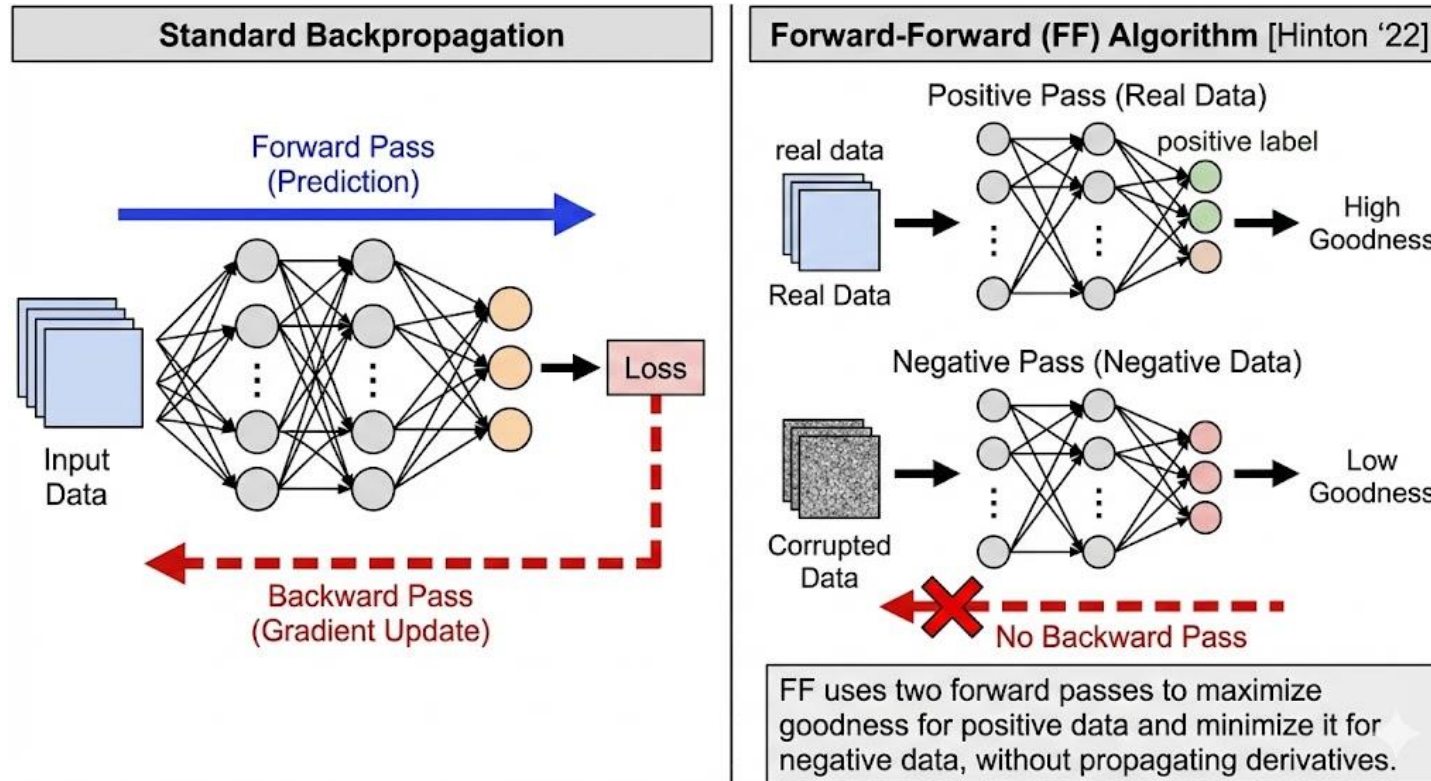 Standard Backpropagation
Forward Pass
(Prediction)
Input
Data
Loss
Backward Pass
(Gradient Update)
Forward-Forward (FF) Algorithm [Hinton ‘22]
Positive Pass (Real Data)
real data
positive label
Real Data
High
Goodness
Negative Pass (Negative Data)
Corrupted
Data
Low
Goodness
No Backward Pass
FF uses two forward passes to maximize
goodness for positive data and minimize it for
negative data, without propagating derivatives.